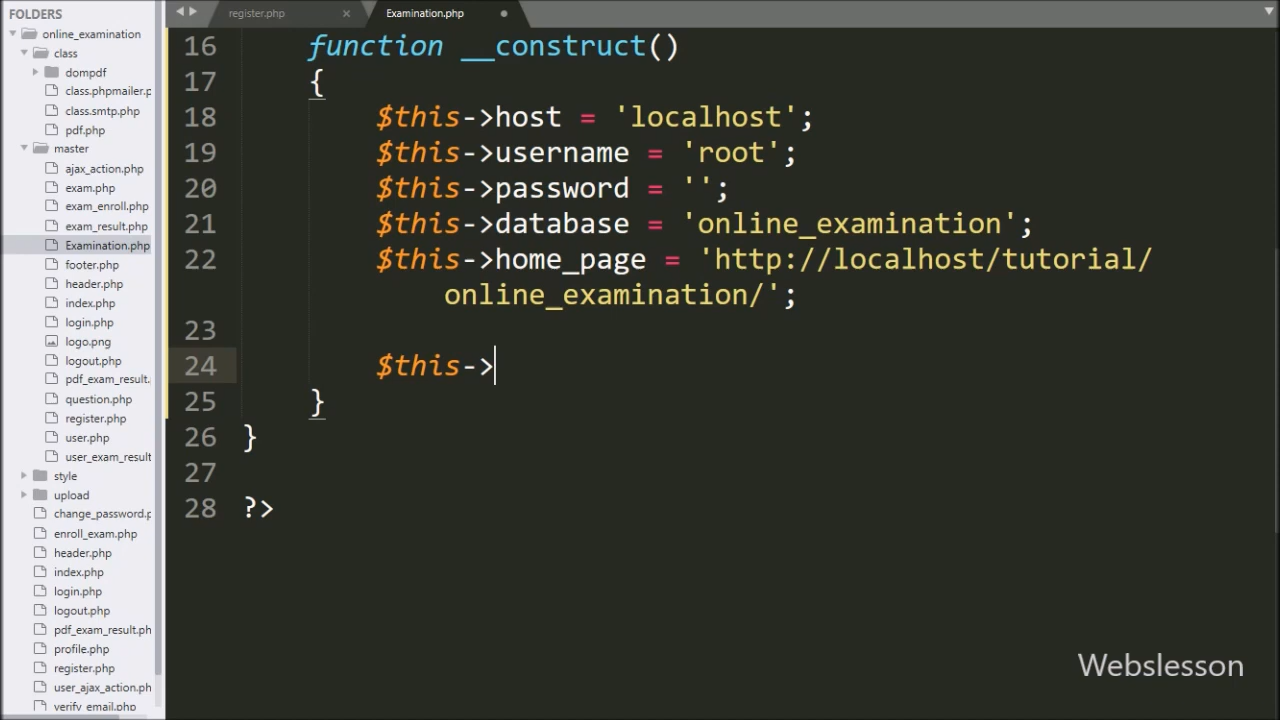 FOLDERS
online_examination
class
dompdf
class.phpmailer.p
class.smtp.php
pdf.php
master
ajax_action.php
exam.php
exam_enroll.php
exam_result.php
Examination.php
footer.php
header.php
index.php
login.php
logo.png
logout.php
pdf_exam_result.
question.php
register.php
user.php
user_exam_result
style
upload
change_password.p
enroll_exam.php
header.php
index.php
login.php
logout.php
pdf_exam_result.ph
profile.php
register.php
user_ajax_action.ph
verify_email.php
register.php × Examination.php
16 function __construct()
17 {
18 $this->host = 'localhost';
19 $this->username = 'root';
20 $this->password = '';
21 $this->database = 'online_examination';
22 $this->home_page = 'http://localhost/tutorial/
online_examination/';
23
24 $this->
25 }
26 }
27
28 ?>
Webslesson